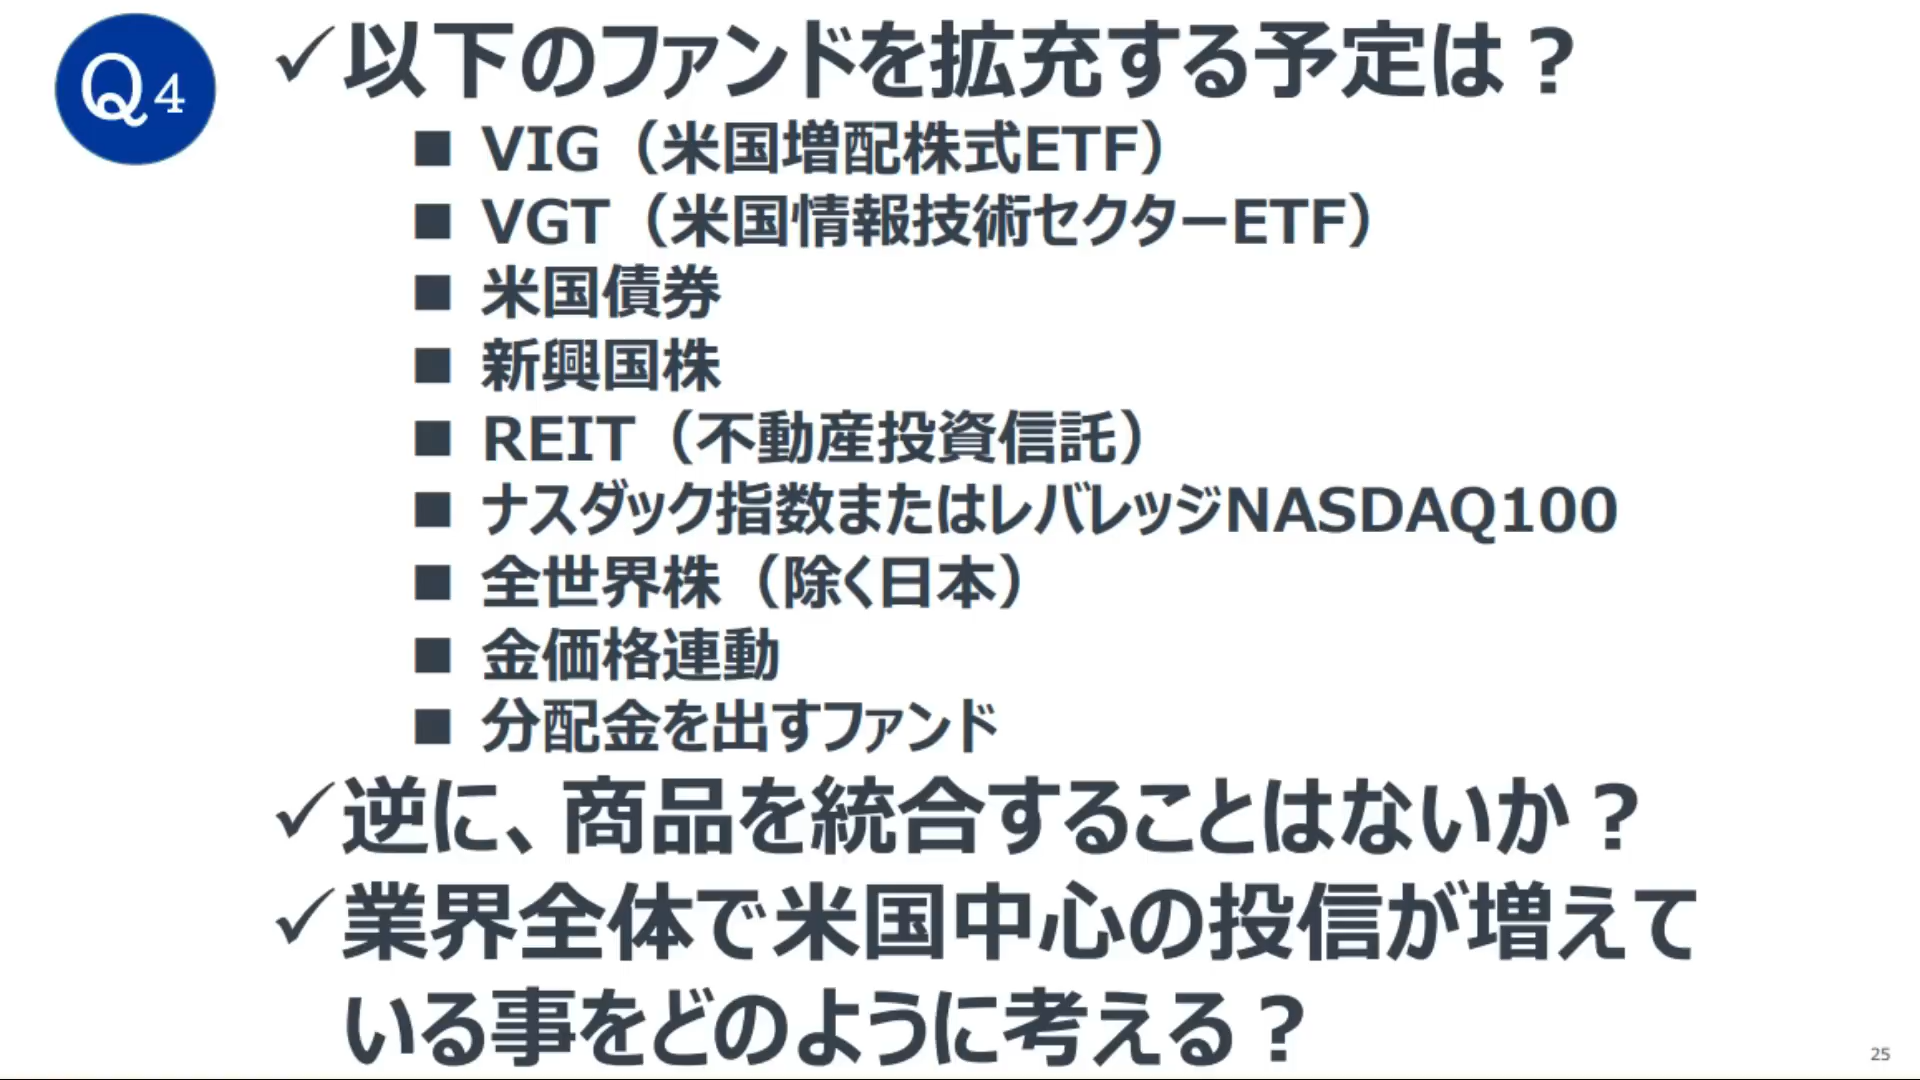 Q4
✓以下のファンドを拡充する予定は？
■ VIG（米国増配株式ETF）
■ VGT（米国情報技術セクターETF）
■ 米国債券
■ 新興国株
■ REIT（不動産投資信託）
■ ナスダック指数またはレバレッジNASDAQ100
■ 全世界株（除く日本）
■ 金価格連動
■ 分配金を出すファンド
✓逆に、商品を統合することはないか？
✓業界全体で米国中心の投信が増えて
いる事をどのように考える？
25